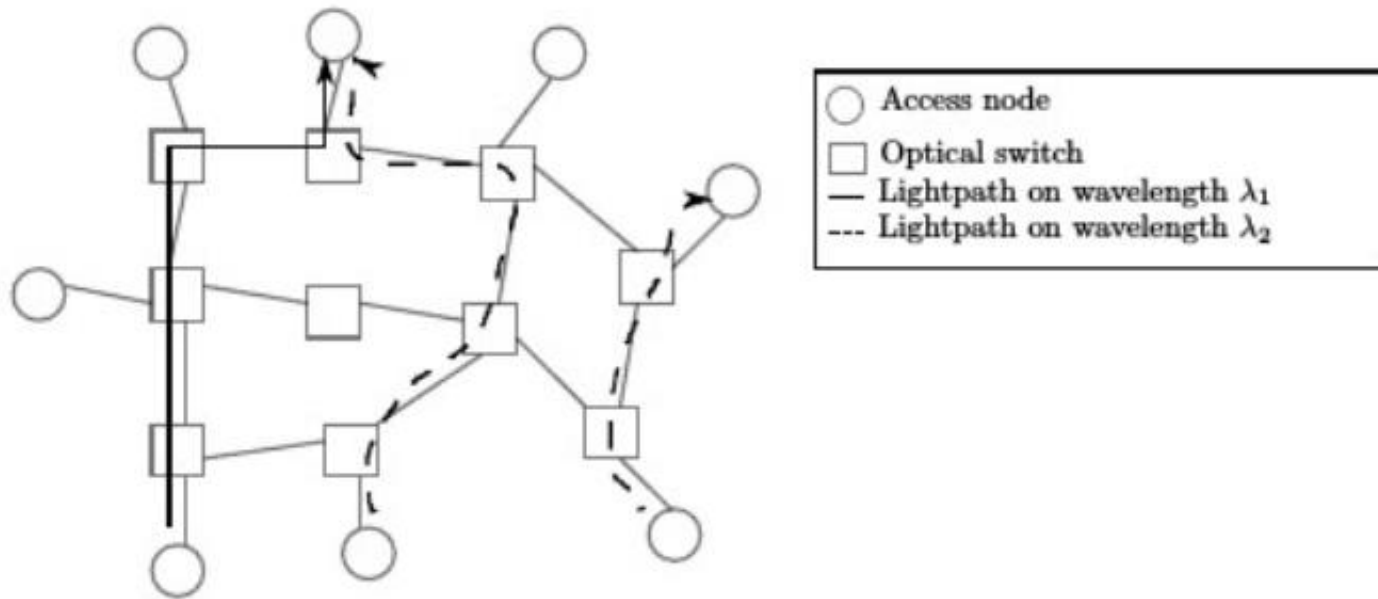 Access node
Optical switch
Lightpath on wavelength λ₁
Lightpath on wavelength λ₂